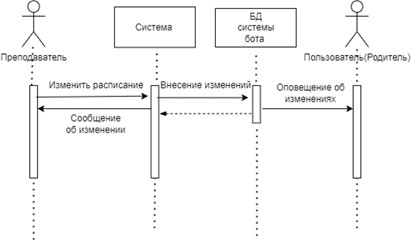 Система
БД
системы
бота
Преподаватель
Пользователь(Родитель)
Изменить расписание
Внесение изменений
Оповещение об
изменениях
Сообщение
об изменении